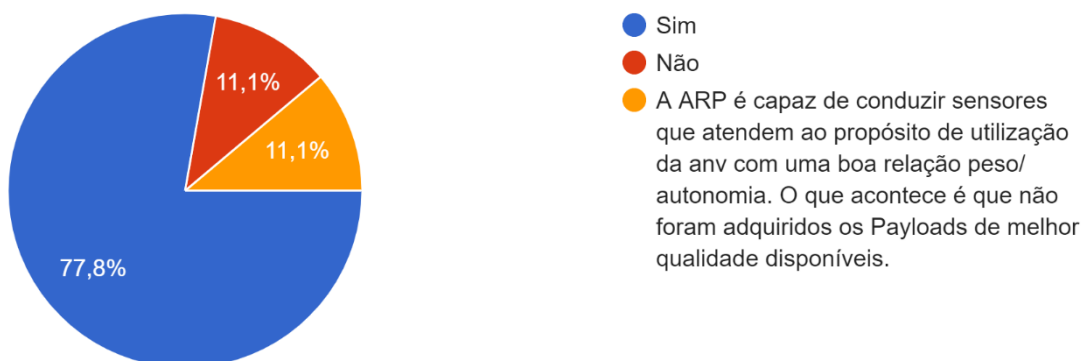 Sim
Não
A ARP é capaz de conduzir sensores
que atendem ao propósito de utilização
da anv com uma boa relação peso/
autonomia. O que acontece é que não
foram adquiridos os Payloads de melhor
qualidade disponíveis.
11,1%
11,1%
77,8%